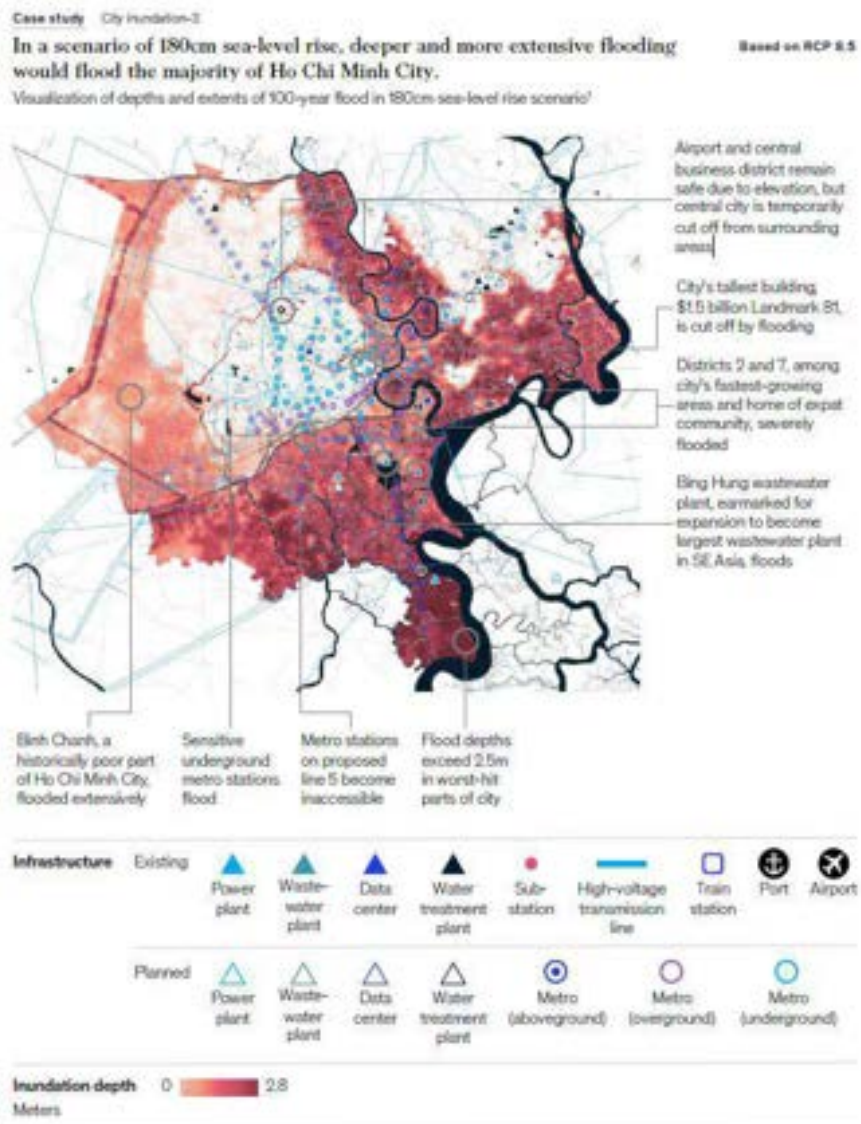 Case study City inundation-3
In a scenario of 180cm sea-level rise, deeper and more extensive flooding
would flood the majority of Ho Chi Minh City.
Based on RCP 8.5
Visualization of depths and extents of 100-year flood in 180cm sea-level rise scenario¹
Airport and central
business district remain
safe due to elevation, but
central city is temporarily
cut off from surrounding
areas
City's tallest building,
$1.5 billion Landmark 81,
is cut off by flooding
Districts 2 and 7, among
city's fastest-growing
areas and home of expat
community, severely
flooded
Bing Hung wastewater
plant, earmarked for
expansion to become
largest wastewater plant
in SE Asia, floods
Binh Chanh, a
historically poor part
of Ho Chi Minh City,
flooded extensively
Sensitive
underground
metro stations
flood
Metro stations
on proposed
line 5 become
inaccessible
Flood depths
exceed 2.5m
in worst-hit
parts of city
Infrastructure Existing
Power
plant
Waste-
water
plant
Data
center
Water
treatment
plant
Sub-
station
High-voltage
transmission
line
Train
station
Port
Airport
Planned
Power
plant
Waste-
water
plant
Data
center
Water
treatment
plant
Metro
(aboveground)
Metro
(overground)
Metro
(underground)
Inundation depth 0 2.8
Meters